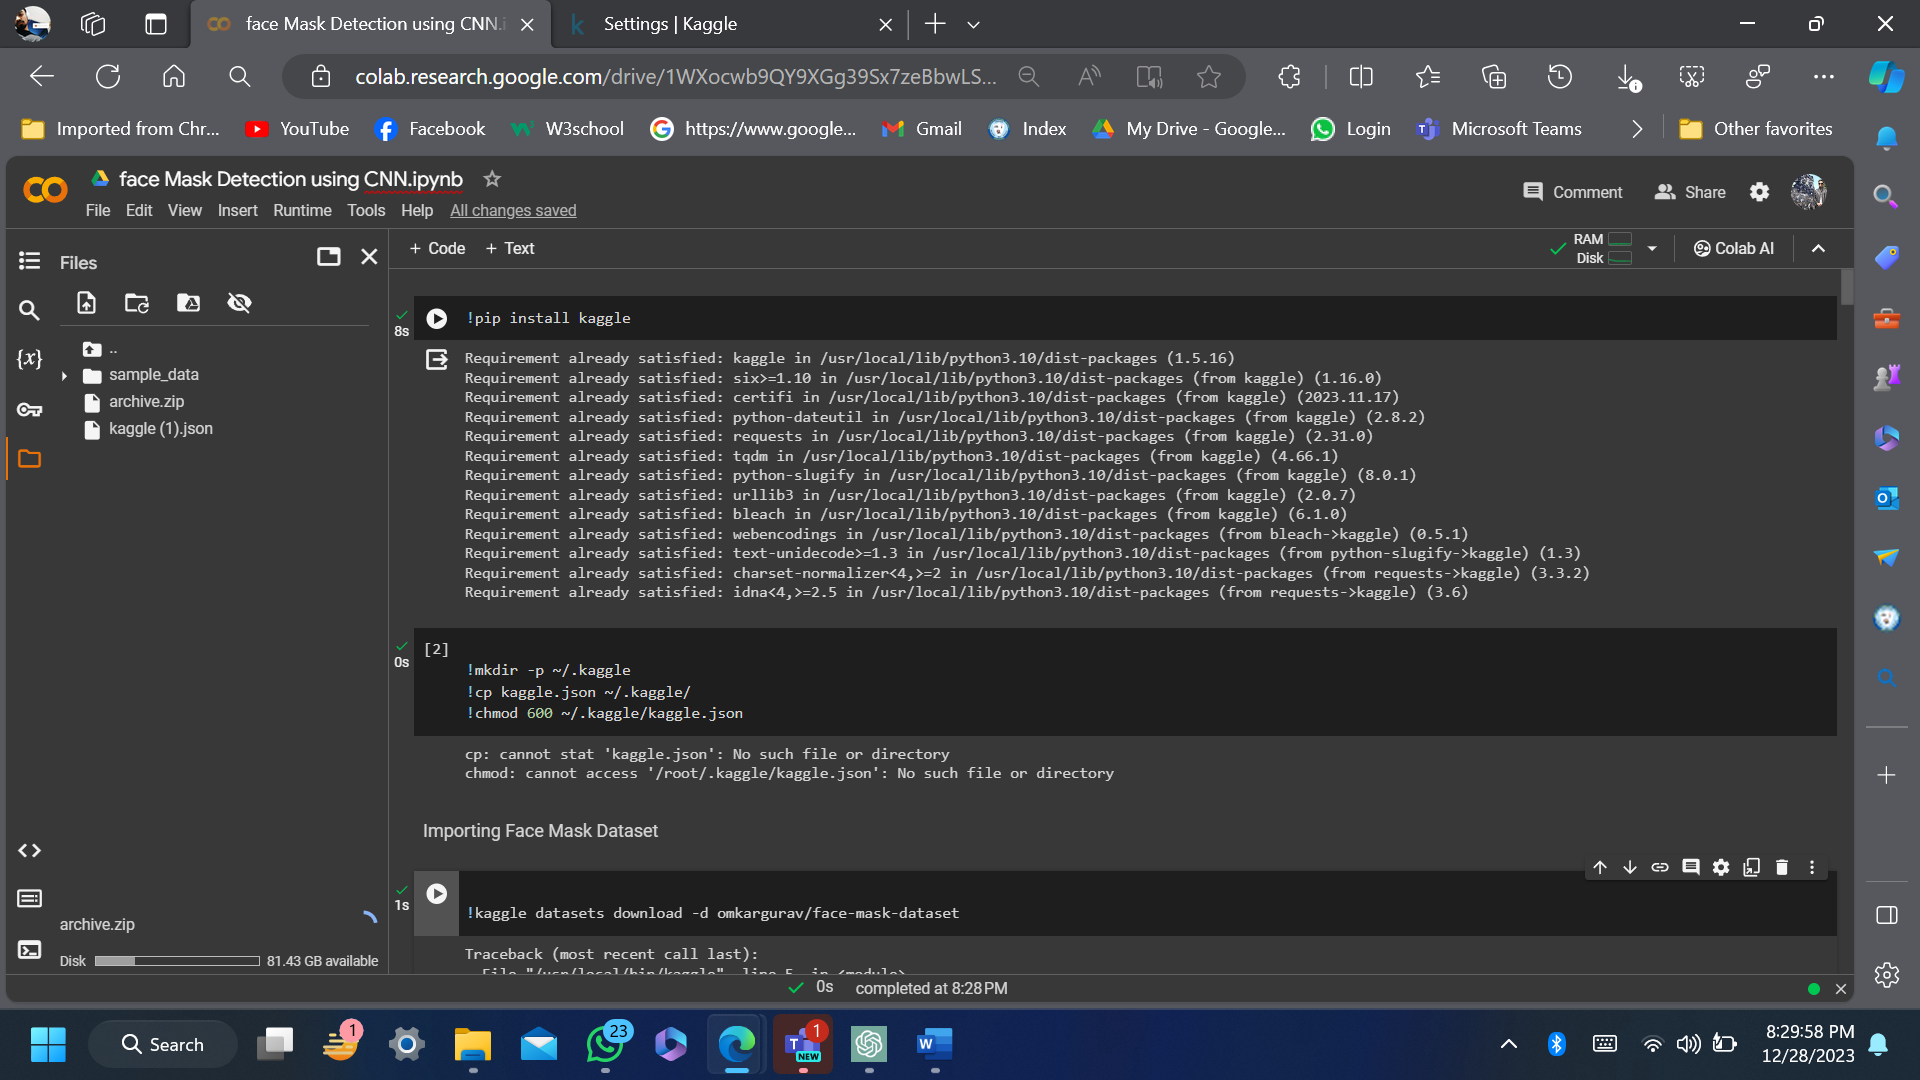 face Mask Detection using CNN.i
Settings | Kaggle
colab.research.google.com/drive/1WXocwb9QY9XGg39Sx7zeBbwLS...
Imported from Chr...
YouTube
Facebook
W3school
https://www.google...
Gmail
Index
My Drive - Google...
Login
Microsoft Teams
Other favorites
face Mask Detection using CNN.ipynb
File Edit View Insert Runtime Tools Help All changes saved
Comment
Share
Files
+ Code + Text
RAM
Disk
Colab AI
..
sample_data
archive.zip
kaggle (1).json
{x}
8s
!pip install kaggle
Requirement already satisfied: kaggle in /usr/local/lib/python3.10/dist-packages (1.5.16)
Requirement already satisfied: six>=1.10 in /usr/local/lib/python3.10/dist-packages (from kaggle) (1.16.0)
Requirement already satisfied: certifi in /usr/local/lib/python3.10/dist-packages (from kaggle) (2023.11.17)
Requirement already satisfied: python-dateutil in /usr/local/lib/python3.10/dist-packages (from kaggle) (2.8.2)
Requirement already satisfied: requests in /usr/local/lib/python3.10/dist-packages (from kaggle) (2.31.0)
Requirement already satisfied: tqdm in /usr/local/lib/python3.10/dist-packages (from kaggle) (4.66.1)
Requirement already satisfied: python-slugify in /usr/local/lib/python3.10/dist-packages (from kaggle) (8.0.1)
Requirement already satisfied: urllib3 in /usr/local/lib/python3.10/dist-packages (from kaggle) (2.0.7)
Requirement already satisfied: bleach in /usr/local/lib/python3.10/dist-packages (from kaggle) (6.1.0)
Requirement already satisfied: webencodings in /usr/local/lib/python3.10/dist-packages (from bleach->kaggle) (0.5.1)
Requirement already satisfied: text-unidecode>=1.3 in /usr/local/lib/python3.10/dist-packages (from python-slugify->kaggle) (1.3)
Requirement already satisfied: charset-normalizer<4,>=2 in /usr/local/lib/python3.10/dist-packages (from requests->kaggle) (3.3.2)
Requirement already satisfied: idna<4,>=2.5 in /usr/local/lib/python3.10/dist-packages (from requests->kaggle) (3.6)
0s
[2]
!mkdir -p ~/.kaggle
!cp kaggle.json ~/.kaggle/
!chmod 600 ~/.kaggle/kaggle.json
cp: cannot stat 'kaggle.json': No such file or directory
chmod: cannot access '/root/.kaggle/kaggle.json': No such file or directory
Importing Face Mask Dataset
1s
!kaggle datasets download -d omkargurav/face-mask-dataset
Traceback (most recent call last):
File "/usr/local/bin/kaggle", line 5, in <module>
archive.zip
Disk
81.43 GB available
0s completed at 8:28 PM
Search
1
23
1
NEW
8:29:58 PM
12/28/2023